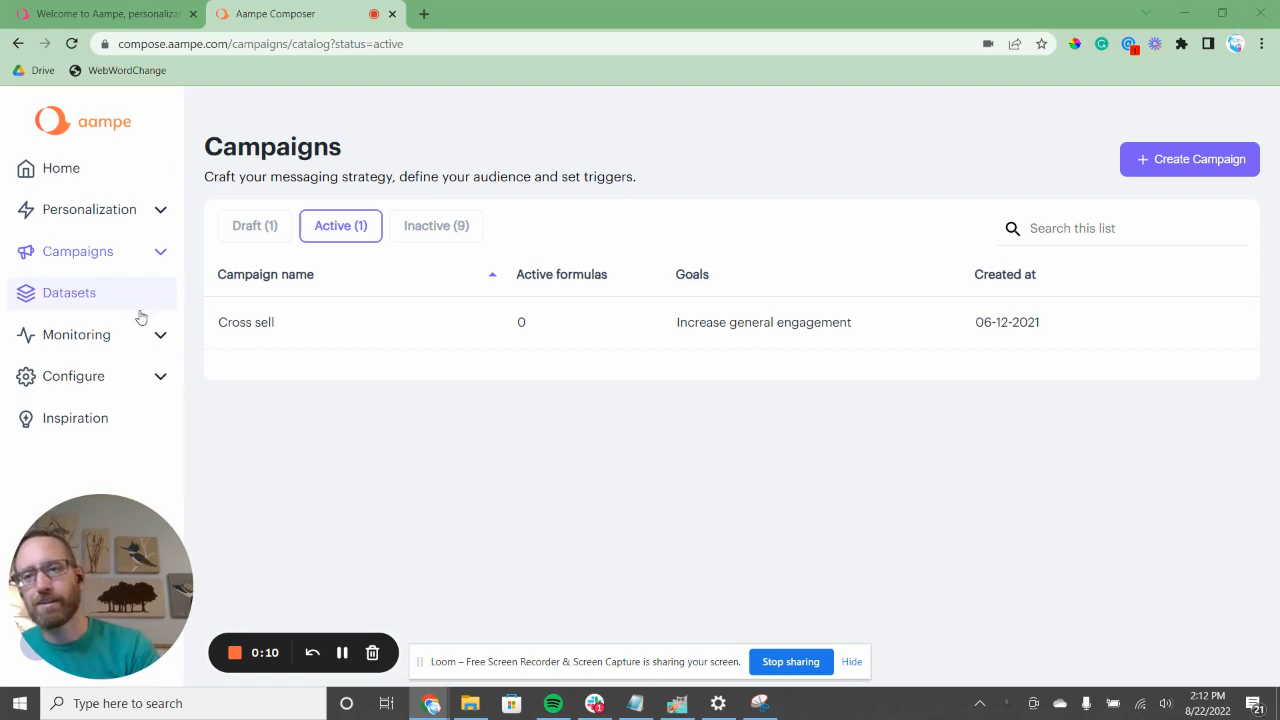 Welcome to Aampe, personaliza
Aampe Composer
compose.aampe.com/campaigns/catalog?status=active
1
Drive
WebWordChange
aampe
Home
Personalization
Campaigns
Datasets
Monitoring
Configure
Inspiration
Campaigns
Craft your messaging strategy, define your audience and set triggers.
+ Create Campaign
Draft (1)
Active (1)
Inactive (9)
Search this list
Campaign name
Active formulas
Goals
Created at
Cross sell
0
Increase general engagement
06-12-2021
0:10
Loom – Free Screen Recorder & Screen Capture is sharing your screen.
Stop sharing
Hide
Type here to search
1
2:12 PM
8/22/2022
21